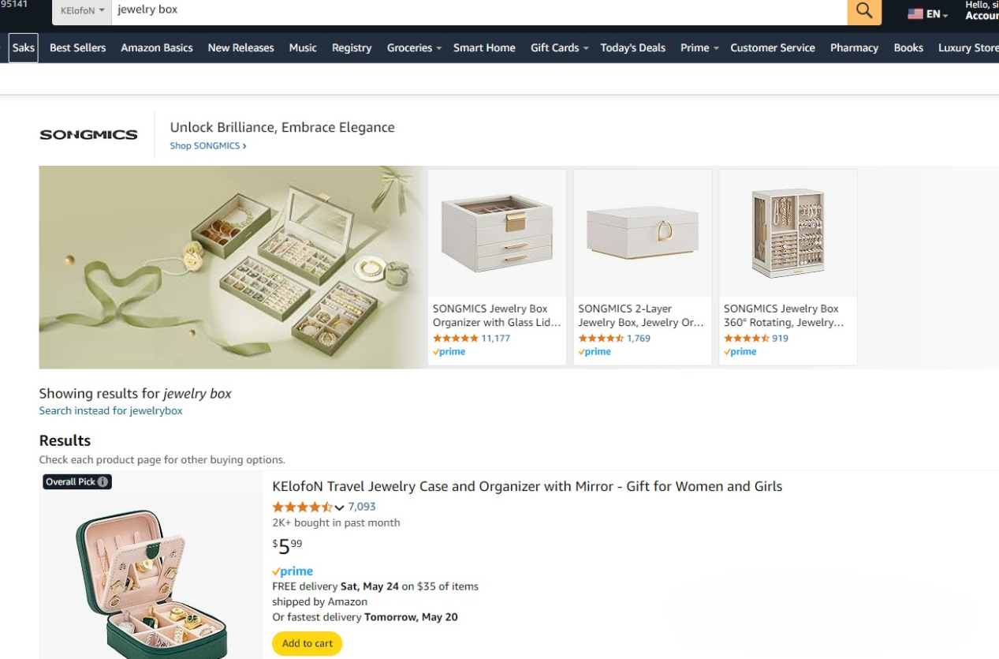 95141
KElofoN
jewelry box
EN
Hello, si
Accour
Saks Best Sellers Amazon Basics New Releases Music Registry Groceries Smart Home Gift Cards Today's Deals Prime Customer Service Pharmacy Books Luxury Store
SONGMICS
Unlock Brilliance, Embrace Elegance
Shop SONGMICS ›
SONGMICS Jewelry Box
Organizer with Glass Lid...
11,177
prime
SONGMICS 2-Layer
Jewelry Box, Jewelry Or...
1,769
prime
SONGMICS Jewelry Box
360° Rotating, Jewelry...
919
prime
Showing results for jewelry box
Search instead for jewelrybox
Results
Check each product page for other buying options.
Overall Pick
KElofoN Travel Jewelry Case and Organizer with Mirror - Gift for Women and Girls
7,093
2K+ bought in past month
$5.99
prime
FREE delivery Sat, May 24 on $35 of items
shipped by Amazon
Or fastest delivery Tomorrow, May 20
Add to cart